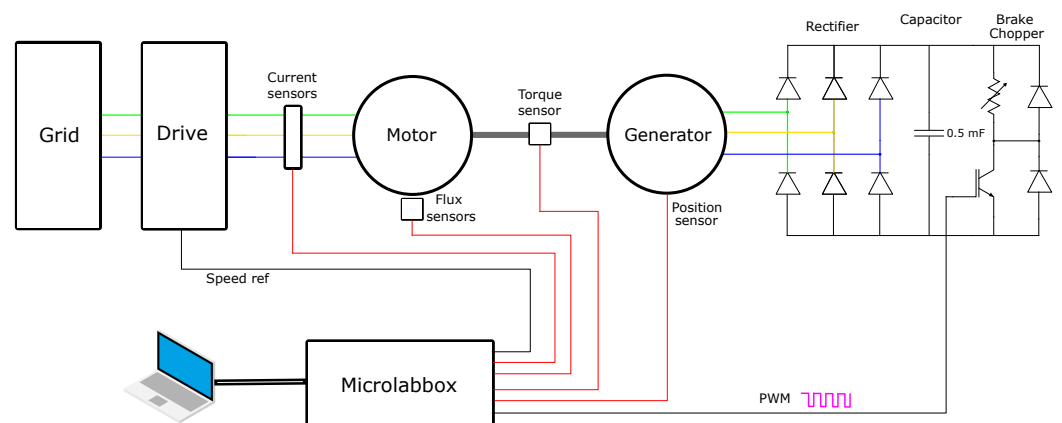 Rectifier
Capacitor
Brake
Chopper
Current
sensors
Torque
sensor
Grid
Drive
Motor
Generator
0.5 mF
Flux
sensors
Position
sensor
Speed ref
Microlabbox
PWM